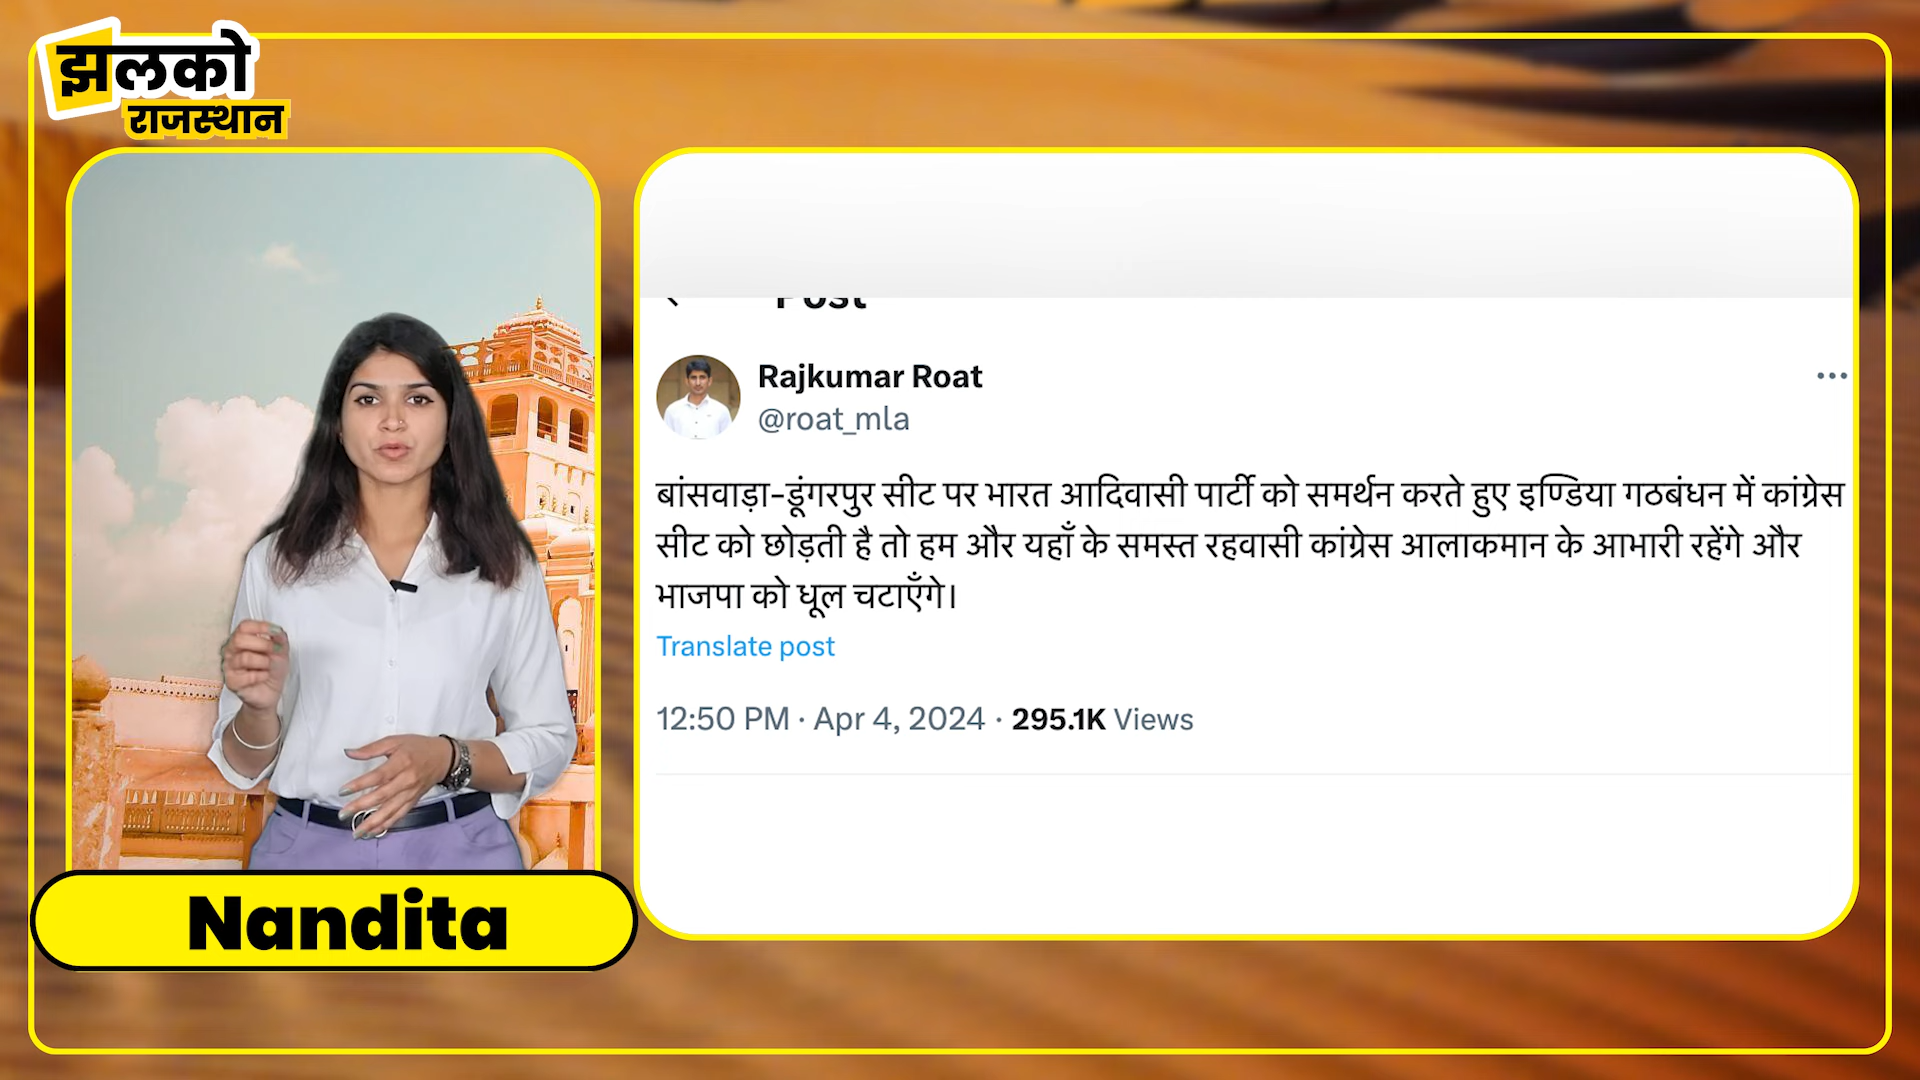 झलको
राजस्थान
Post
Rajkumar Roat
@roat_mla
बांसवाड़ा-डूंगरपुर सीट पर भारत आदिवासी पार्टी को समर्थन करते हुए इण्डिया गठबंधन में कांग्रेस
सीट को छोड़ती है तो हम और यहाँ के समस्त रहवासी कांग्रेस आलाकमान के आभारी रहेंगे और
भाजपा को धूल चटाएँगे।
Translate post
12:50 PM · Apr 4, 2024 · 295.1K Views
Nandita